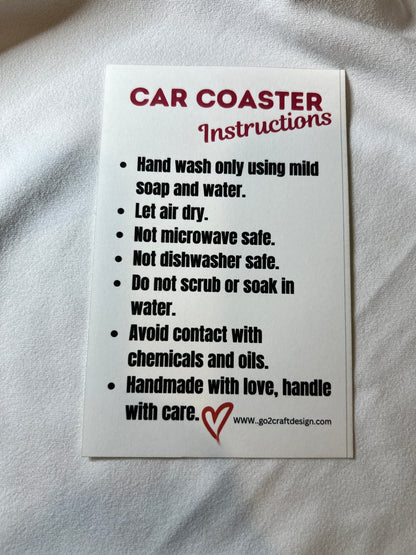 CAR COASTER
Instructions
• Hand wash only using mild
soap and water.
• Let air dry.
• Not microwave safe.
• Not dishwasher safe.
• Do not scrub or soak in
water.
• Avoid contact with
chemicals and oils.
• Handmade with love, handle
with care.
www..go2craftdesign.com